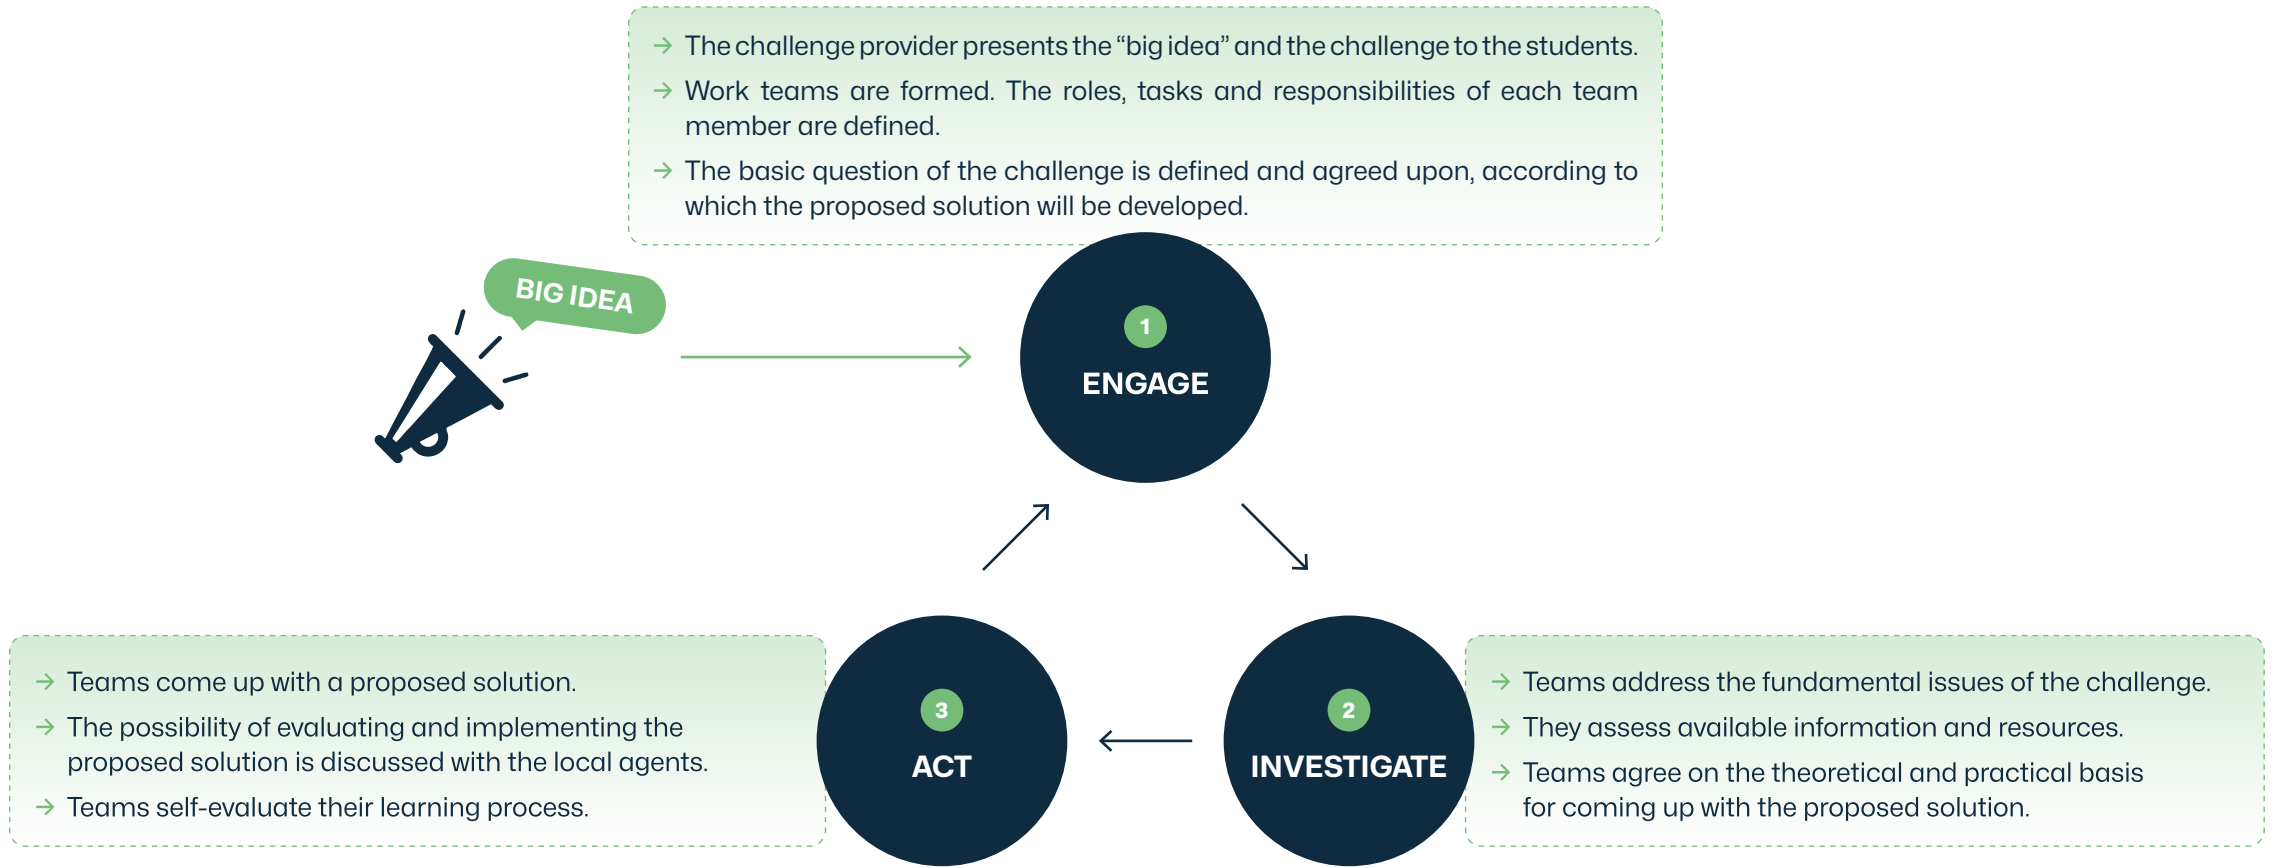 → The challenge provider presents the “big idea” and the challenge to the students.
→ Work teams are formed. The roles, tasks and responsibilities of each team
member are defined.
→ The basic question of the challenge is defined and agreed upon, according to
which the proposed solution will be developed.
BIG IDEA
1
ENGAGE
3
ACT
2
INVESTIGATE
→ Teams come up with a proposed solution.
→ The possibility of evaluating and implementing the
proposed solution is discussed with the local agents.
→ Teams self-evaluate their learning process.
→ Teams address the fundamental issues of the challenge.
→ They assess available information and resources.
→ Teams agree on the theoretical and practical basis
for coming up with the proposed solution.